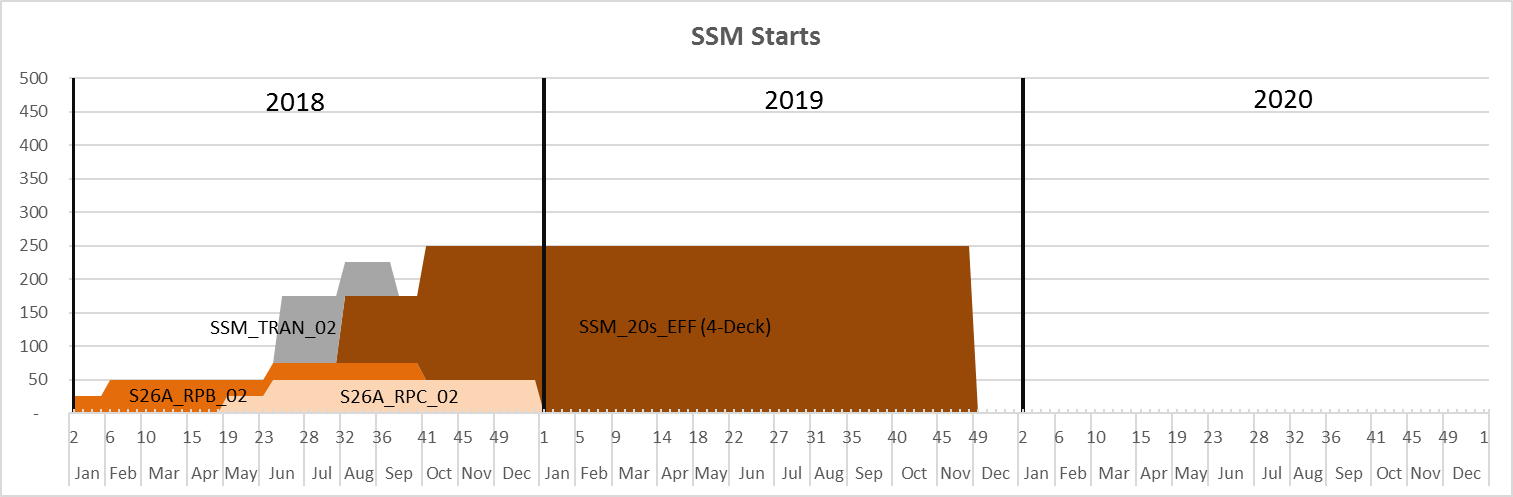 SSM Starts
500
450
400
350
300
250
200
150
100
50
-
2018 2019 2020
SSM_TRAN_02
SSM_20s_EFF (4-Deck)
S26A_RPB_02
S26A_RPC_02
2 6 10 15 19 23 28 32 36 41 45 49 1 5 9 14 18 22 27 31 35 40 45 49 2 6 10 15 19 23 28 32 36 41 45 49 1
Jan Feb Mar Apr May Jun Jul Aug Sep Oct Nov Dec Jan Feb Mar Apr May Jun Jul Aug Sep Oct Nov Dec Jan Feb Mar Apr May Jun Jul Aug Sep Oct Nov Dec